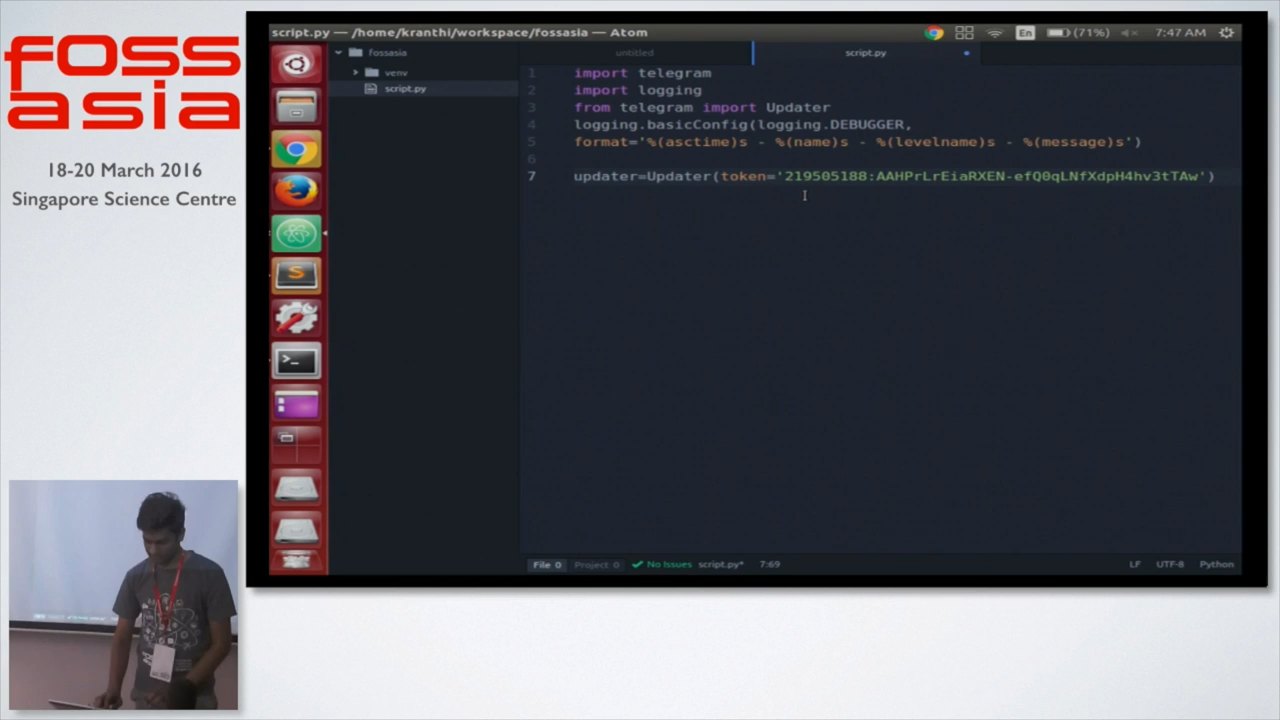 fOSS
asia
18-20 March 2016
Singapore Science Centre
script.py — /home/kranthi/workspace/fossasia — Atom
En
(71%)
7:47 AM
fossasia
venv
script.py
untitled
script.py
1 import telegram
2 import logging
3 from telegram import Updater
4 logging.basicConfig(logging.DEBUGGER,
5 format='%(asctime)s - %(name)s - %(levelname)s - %(message)s')
6
7 updater=Updater(token='219505188:AAHPrLrEiaRXEN-efQ0qLNfXdpH4hv3tTAw')
File 0 Project 0 No Issues script.py* 7:69
LF UTF-8 Python